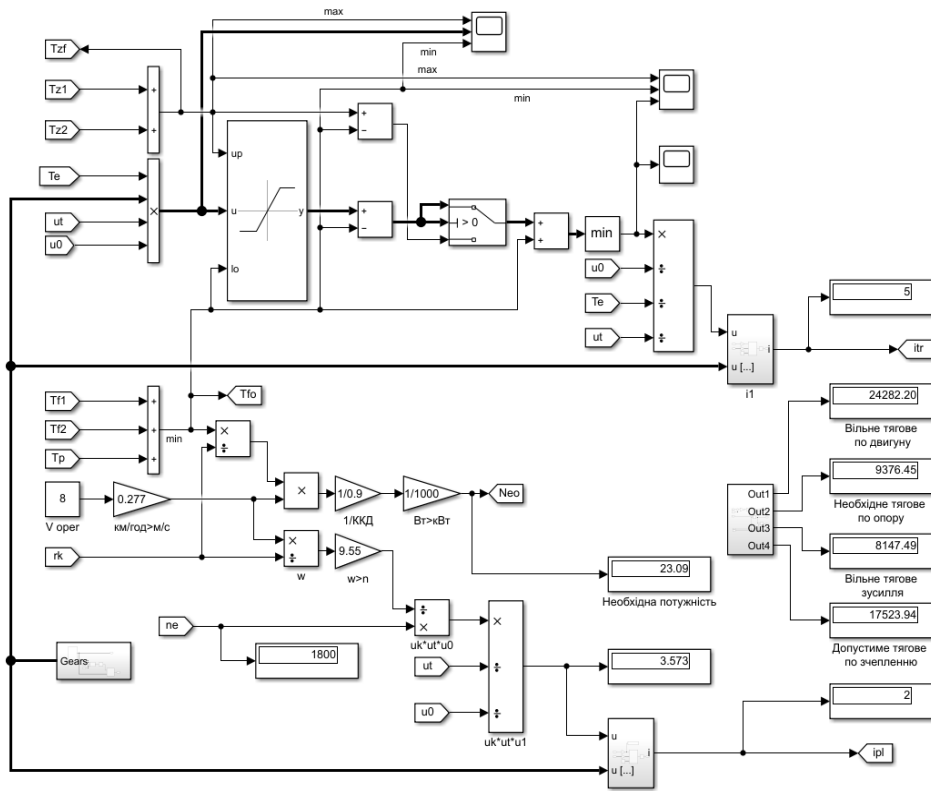 max
Tzf
min
max
min
Tz1
+
Tz2
+
+
−
up
Te
u
y
×
+
−
> 0
+
+
min
×
ut
u0
lo
u0
÷
Te
÷
ut
÷
5
u
i
u [...]
i1
itr
Tfo
Tf1
+
Tf2
+
min
Tp
+
×
÷
24282.20
Вільне тягове
по двигуну
8
V oper
0.277
км/год>м/с
×
1/0.9
1/ККД
1/1000
Вт>кВт
Neo
Out1
Out2
Out3
Out4
9376.45
Необхідне тягове
по опору
rk
×
÷
w
9.55
w>n
8147.49
Вільне тягове
зусилля
23.09
Необхідна потужність
17523.94
Допустиме тягове
по зчепленню
ne
÷
×
uk*ut*u0
×
1800
Gears
ut
÷
u0
÷
uk*ut*u1
3.573
2
u
i
u [...]
ipl